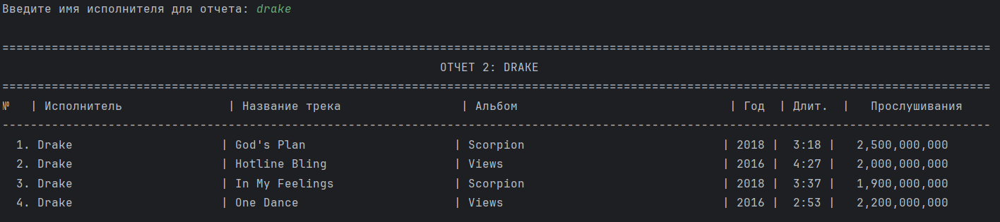 Введите имя исполнителя для отчета: drake
============================================================================================================================================
ОТЧЕТ 2: DRAKE
============================================================================================================================================
№   | Исполнитель               | Название трека                 | Альбом                              | Год  | Длит.  |   Прослушивания
--------------------------------------------------------------------------------------------------------------------------------------------
  1. Drake                     | God's Plan                     | Scorpion                            | 2018 |  3:18 |   2,500,000,000
  2. Drake                     | Hotline Bling                  | Views                               | 2016 |  4:27 |   2,000,000,000
  3. Drake                     | In My Feelings                 | Scorpion                            | 2018 |  3:37 |   1,900,000,000
  4. Drake                     | One Dance                      | Views                               | 2016 |  2:53 |   2,200,000,000